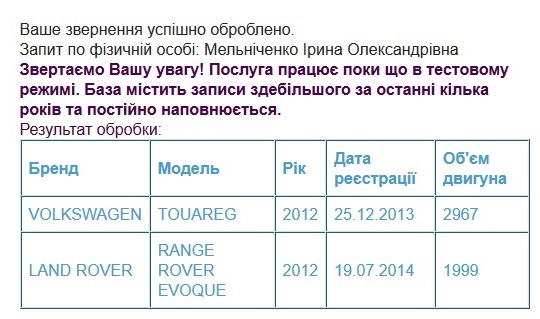 Ваше звернення успішно оброблено.
Запит по фізичній особі: Мельніченко Ірина Олександрівна
Звертаємо Вашу увагу! Послуга працює поки що в тестовому
режимі. База містить записи здебільшого за останні кілька
років та постійно наповнюється.
Результат обробки:
Бренд Модель Рік Дата реєстрації Об'єм двигуна
VOLKSWAGEN TOUAREG 2012 25.12.2013 2967
LAND ROVER RANGE ROVER EVOQUE 2012 19.07.2014 1999